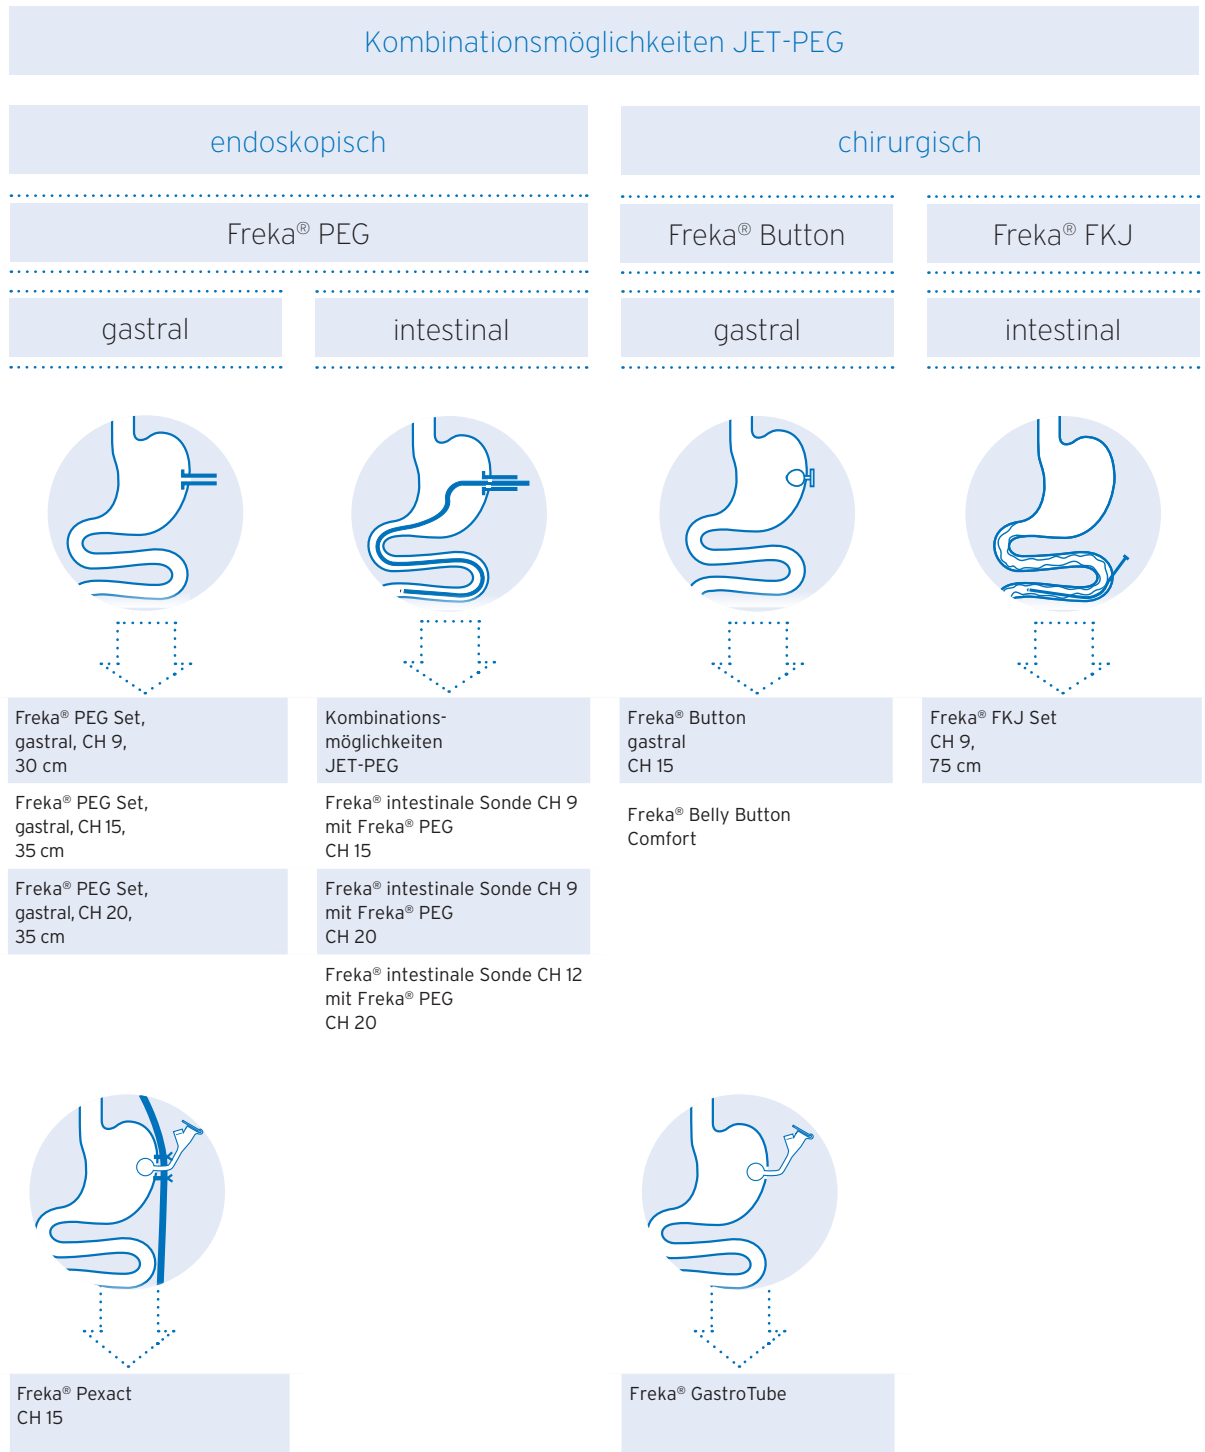 Kombinationsmöglichkeiten JET-PEG
endoskopisch
chirurgisch
Freka® PEG
Freka® Button
Freka® FKJ
gastral
intestinal
gastral
intestinal
Freka® PEG Set,
gastral, CH 9,
30 cm
Freka® PEG Set,
gastral, CH 15,
35 cm
Freka® PEG Set,
gastral, CH 20,
35 cm
Kombinations-
möglichkeiten
JET-PEG
Freka® intestinale Sonde CH 9
mit Freka® PEG
CH 15
Freka® intestinale Sonde CH 9
mit Freka® PEG
CH 20
Freka® intestinale Sonde CH 12
mit Freka® PEG
CH 20
Freka® Button
gastral
CH 15
Freka® Belly Button
Comfort
Freka® FKJ Set
CH 9,
75 cm
Freka® Pexact
CH 15
Freka® GastroTube